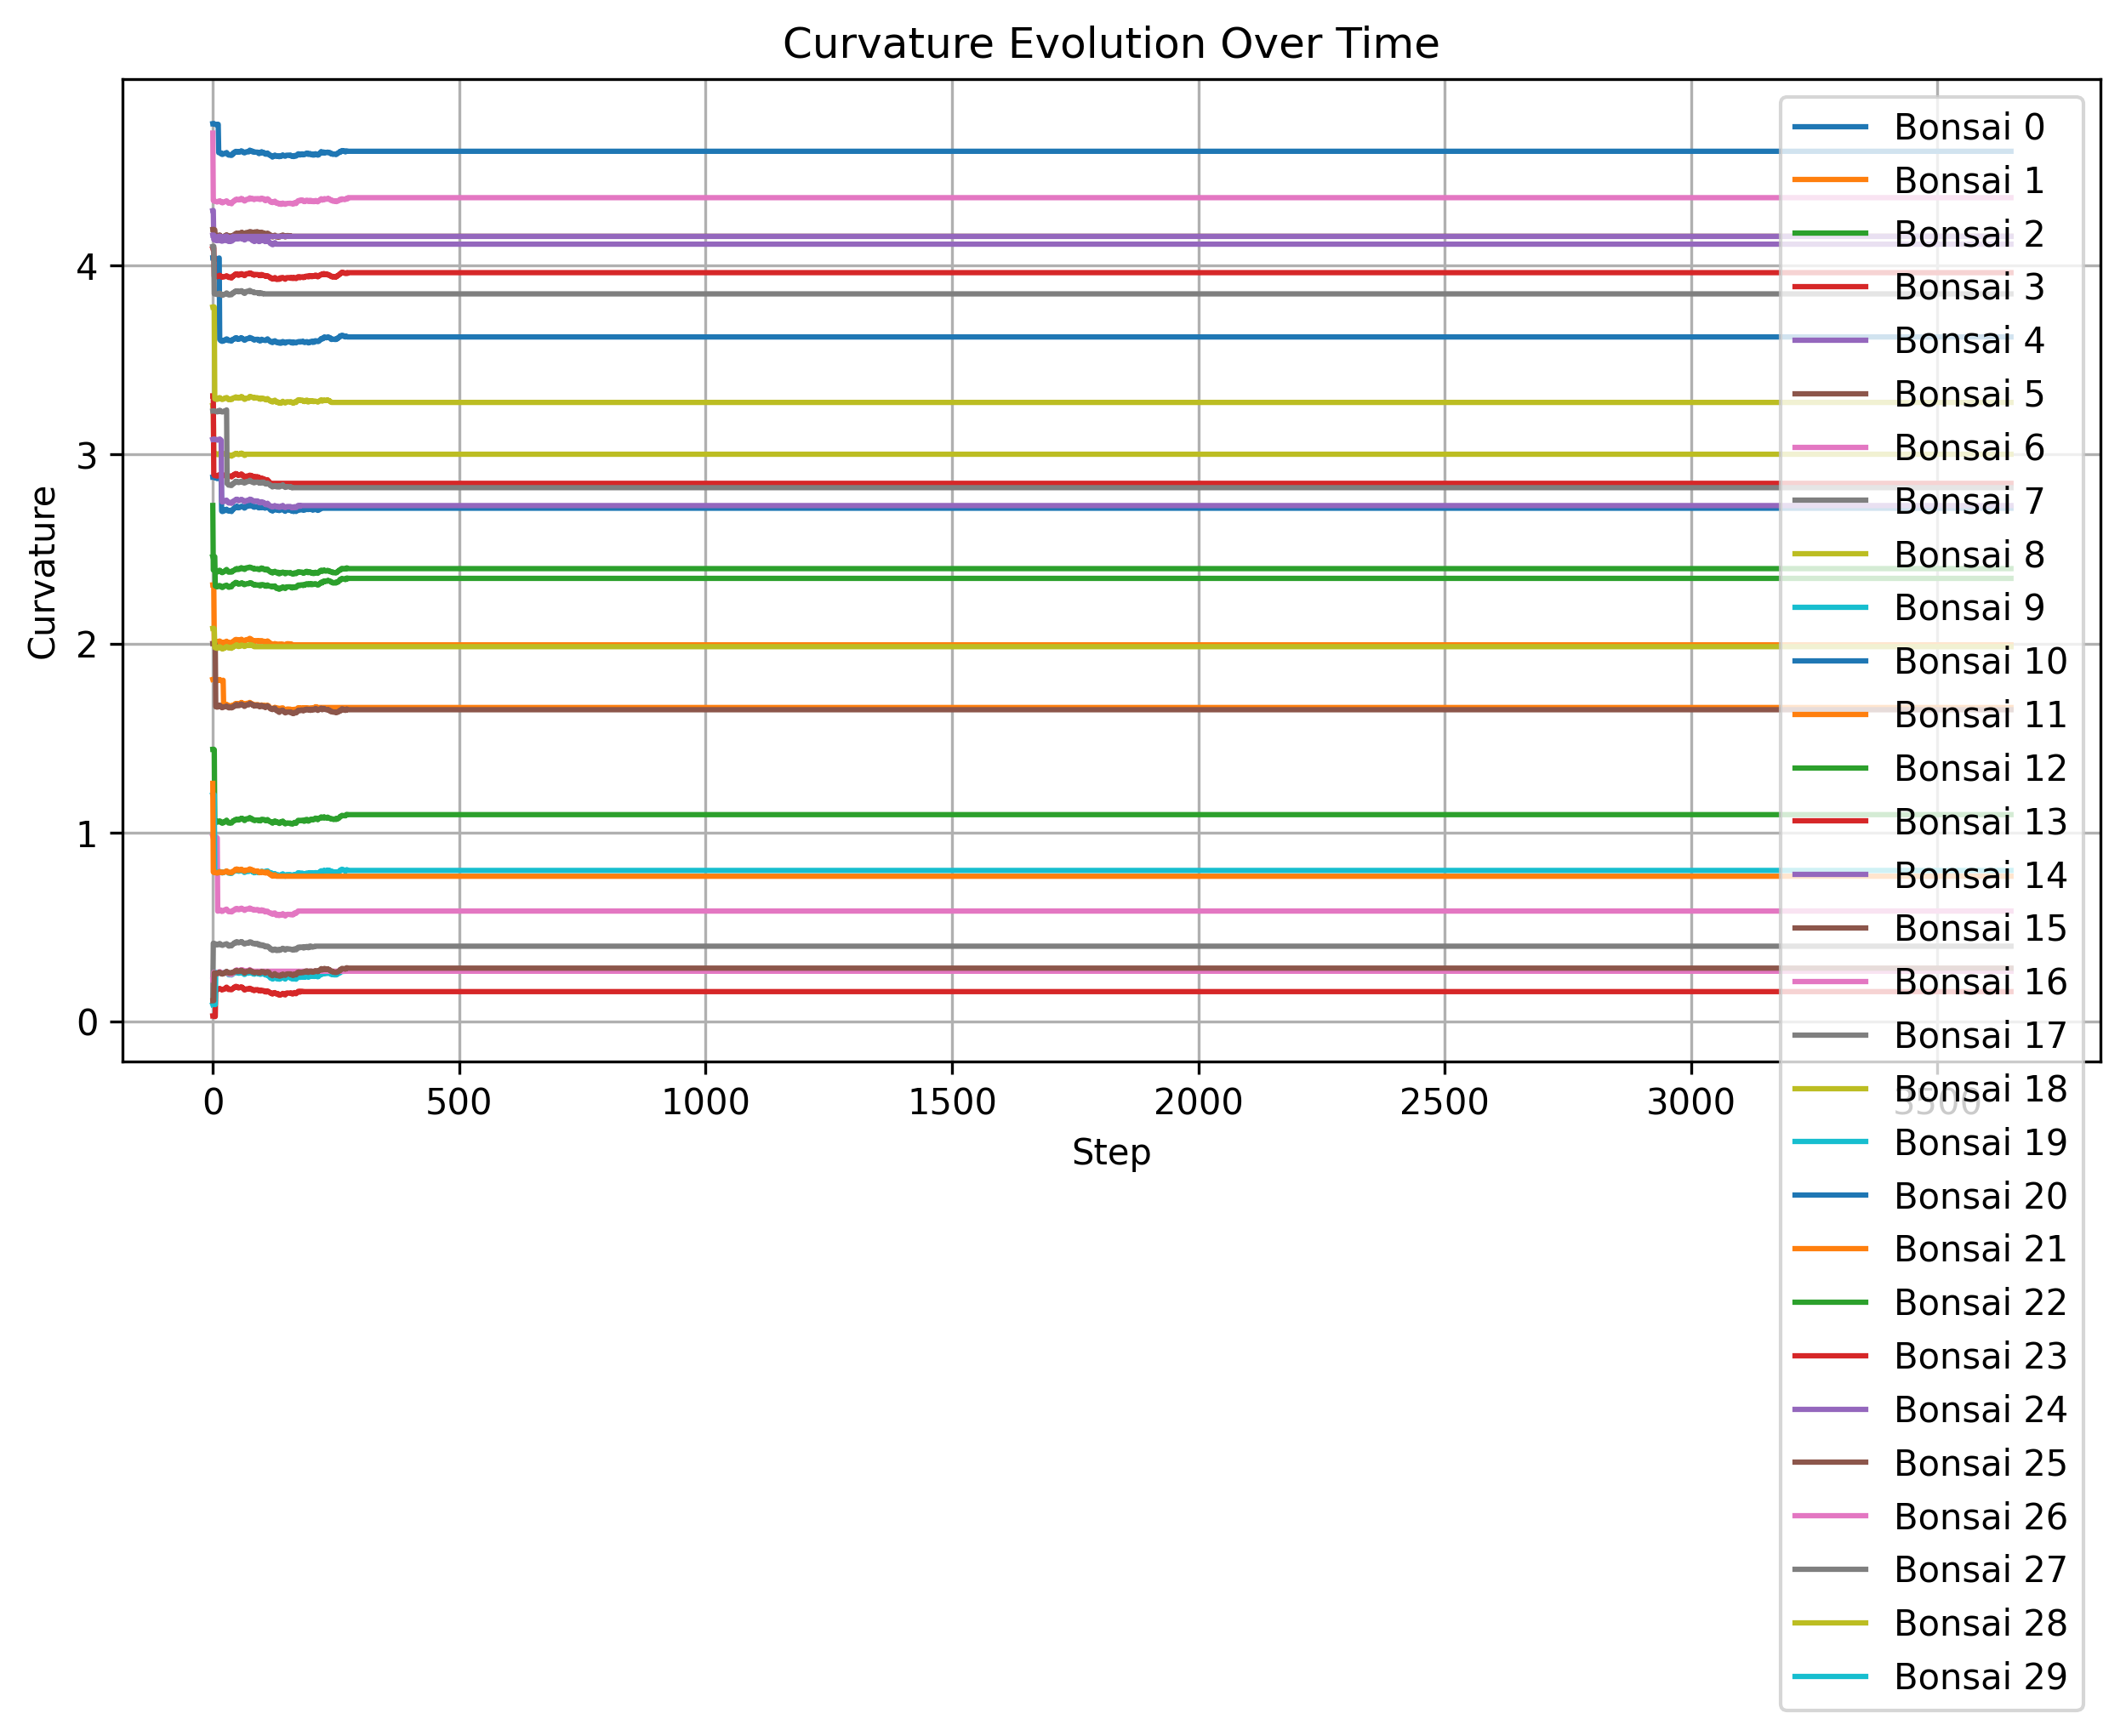 Curvature Evolution Over Time
Curvature
4
3
2
1
0
0 500 1000 1500 2000 2500 3000 3500
Step
Bonsai 0
Bonsai 1
Bonsai 2
Bonsai 3
Bonsai 4
Bonsai 5
Bonsai 6
Bonsai 7
Bonsai 8
Bonsai 9
Bonsai 10
Bonsai 11
Bonsai 12
Bonsai 13
Bonsai 14
Bonsai 15
Bonsai 16
Bonsai 17
Bonsai 18
Bonsai 19
Bonsai 20
Bonsai 21
Bonsai 22
Bonsai 23
Bonsai 24
Bonsai 25
Bonsai 26
Bonsai 27
Bonsai 28
Bonsai 29